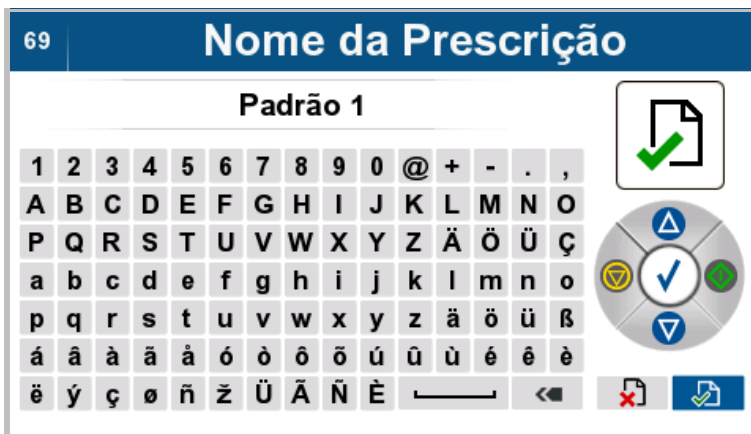 69 Nome da Prescrição
Padrão 1
1 2 3 4 5 6 7 8 9 0 @ + - . ,
A B C D E F G H I J K L M N O
P Q R S T U V W X Y Z Ä Ö Ü Ç
a b c d e f g h i j k l m n o
p q r s t u v w x y z ä ö ü ß
á â à ã å ó ò ô õ ú û ù é ê è
ë ý ç ø ñ ž Ü Ã Ñ È